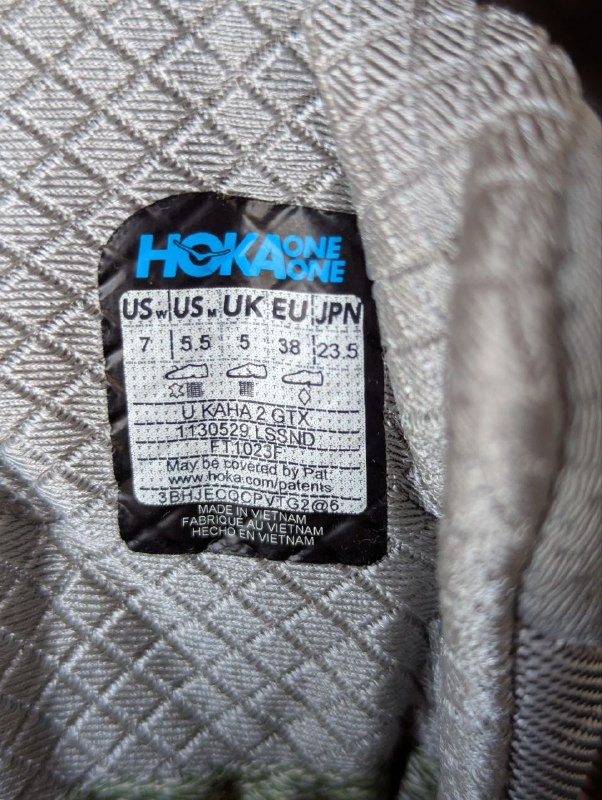 HOKA ONE ONE
US W US M UK EU JPN
7 5.5 5 38 23.5
U KAHA 2 GTX
1130529 LSSND
F11023F
May be covered by Pat.
www.hoka.com/patents
3BHJECQCPVTG2@6
MADE IN VIETNAM
FABRIQUE AU VIETNAM
HECHO EN VIETNAM